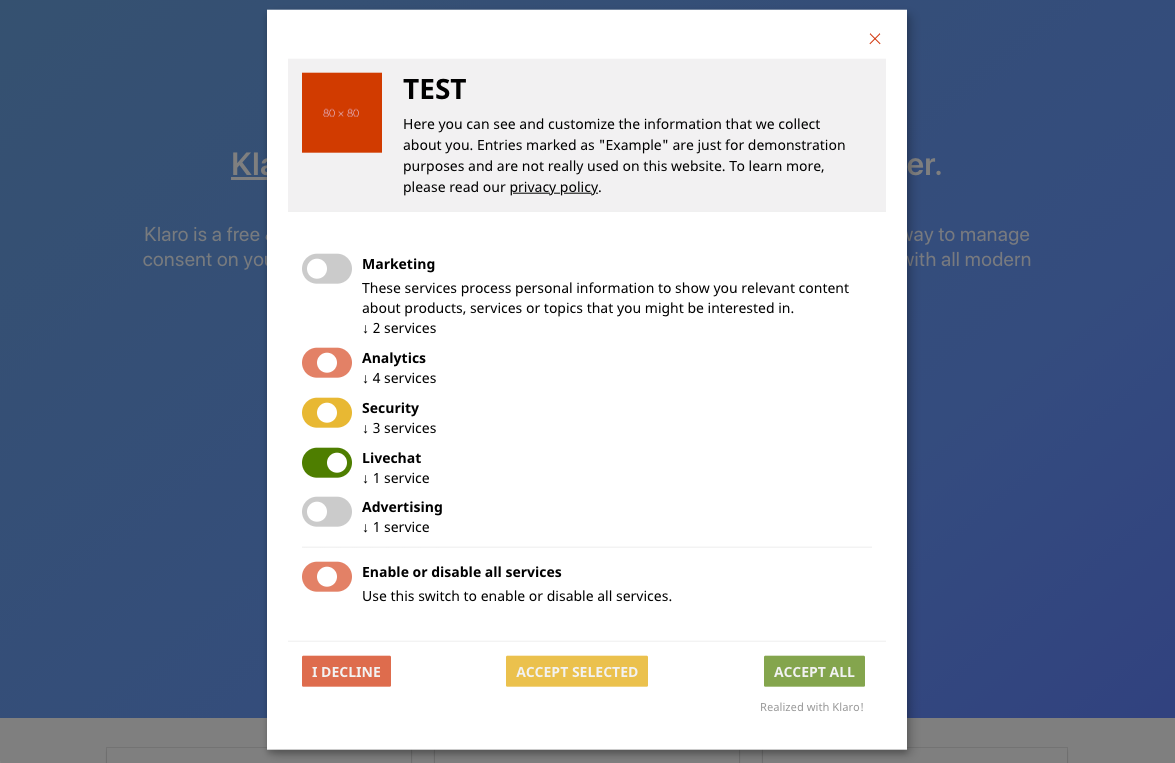 80 × 80
TEST
Here you can see and customize the information that we collect
about you. Entries marked as "Example" are just for demonstration
purposes and are not really used on this website. To learn more,
please read our privacy policy.
er.
Klaro is a free
way to manage
consent on
with all modern
Marketing
These services process personal information to show you relevant content
about products, services or topics that you might be interested in.
↓ 2 services
Analytics
↓ 4 services
Security
↓ 3 services
Livechat
↓ 1 service
Advertising
↓ 1 service
Enable or disable all services
Use this switch to enable or disable all services.
I DECLINE
ACCEPT SELECTED
ACCEPT ALL
Realized with Klaro!